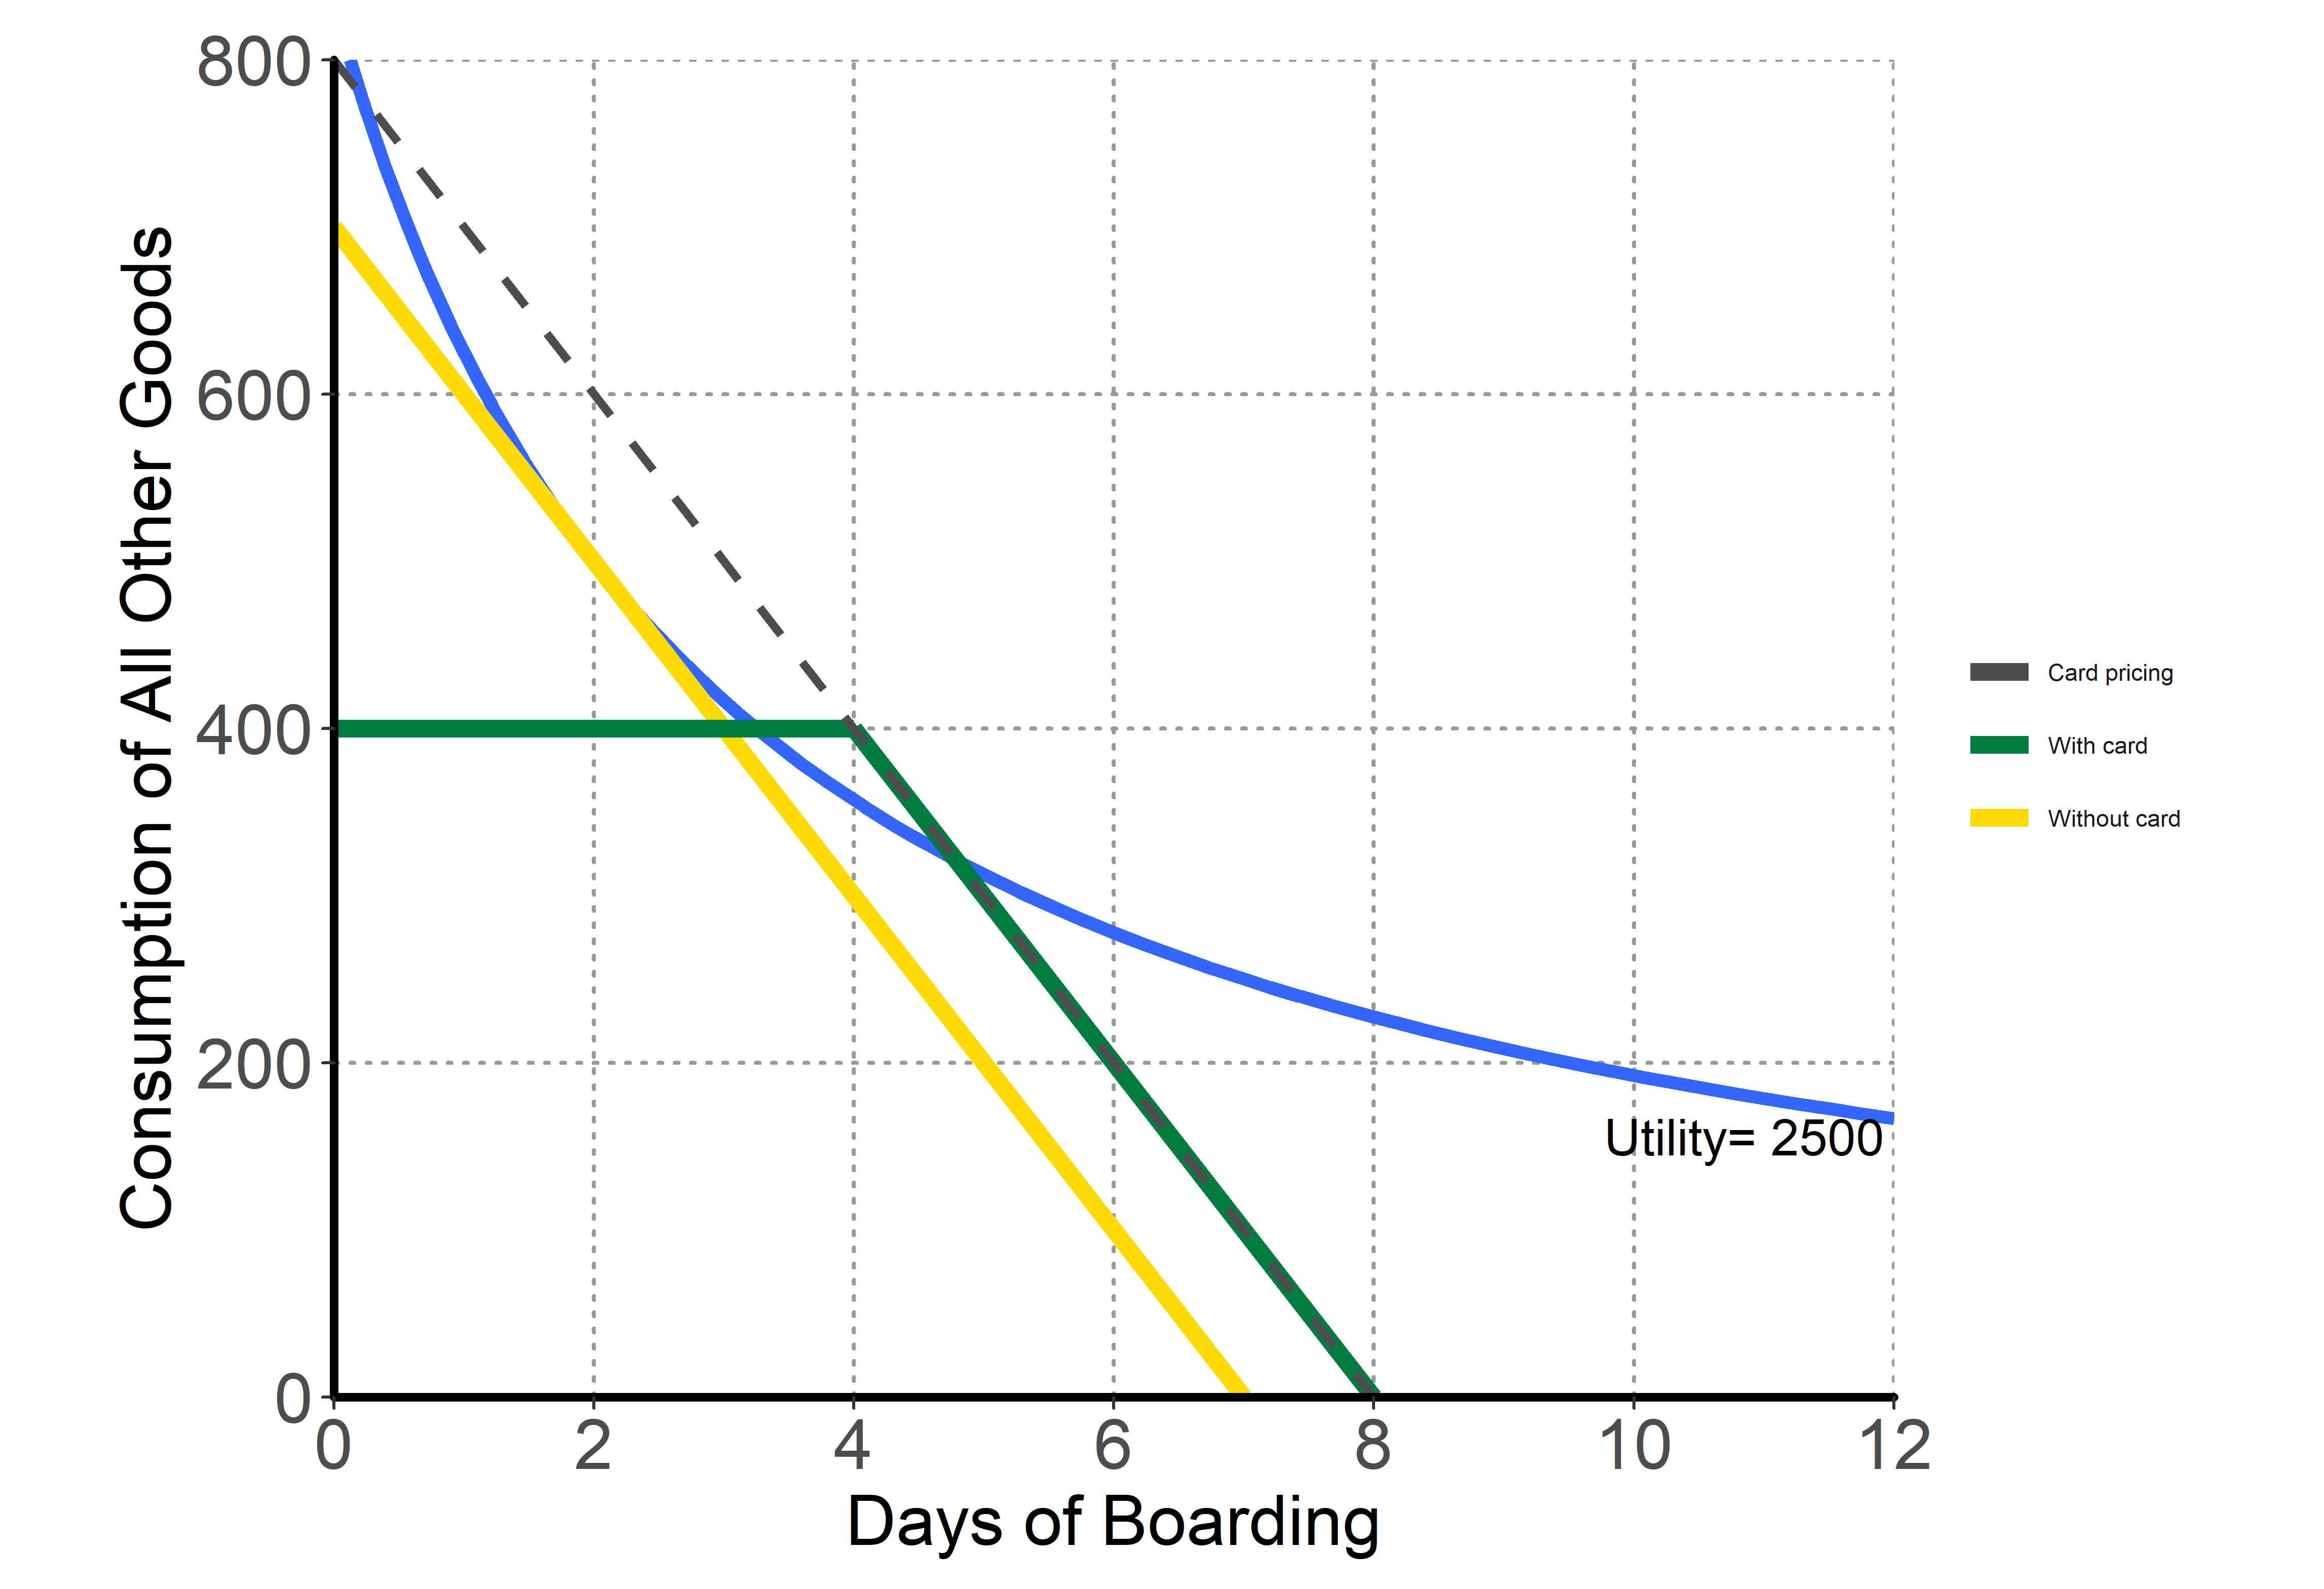 Consumption of All Other Goods
800
600
400
200
0
0 2 4 6 8 10 12
Days of Boarding
Utility= 2500
Card pricing
With card
Without card